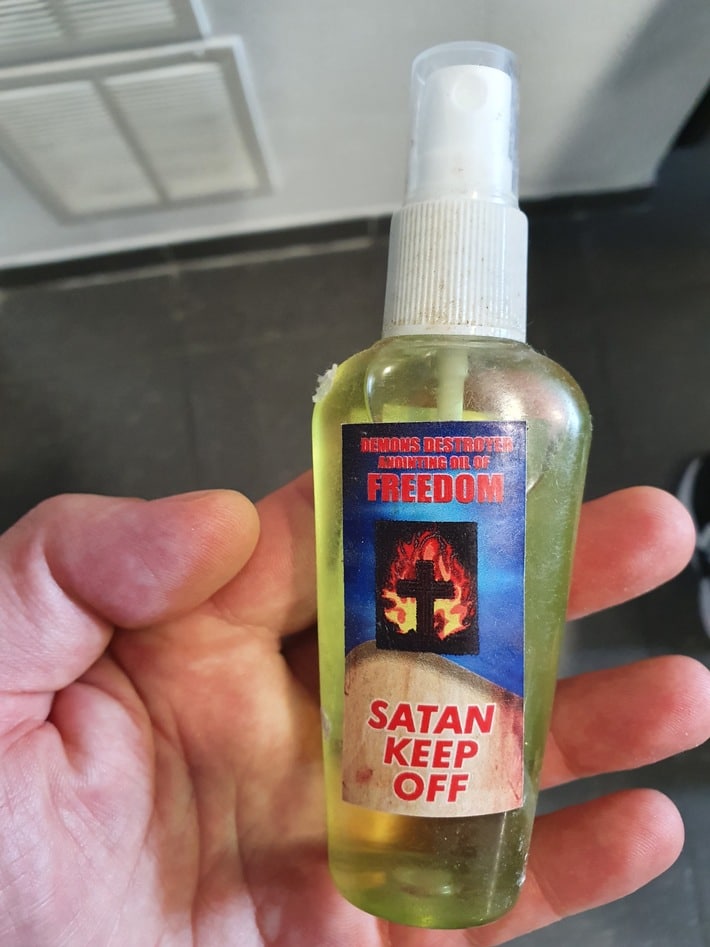 DEMONS DESTROYER
ANOINTING OIL OF
FREEDOM
SATAN
KEEP
OFF